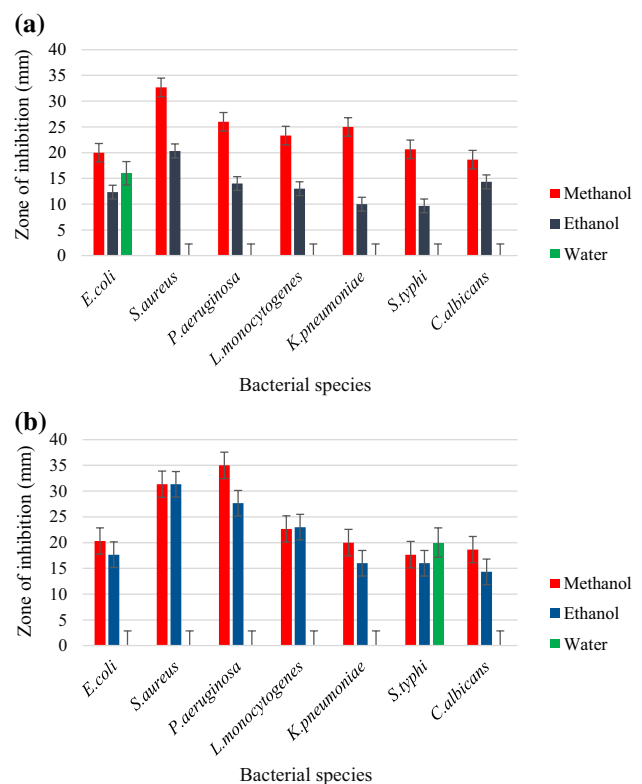 (a)
Zone of inhibition (mm)
40
35
30
25
20
15
10
5
0
E.coli
S.aureus
P.aeruginosa
L.monocytogenes
K.pneumoniae
S.typhi
C.albicans
Bacterial species
Methanol
Ethanol
Water
(b)
Zone of inhibition (mm)
40
35
30
25
20
15
10
5
0
E.coli
S.aureus
P.aeruginosa
L.monocytogenes
K.pneumoniae
S.typhi
C.albicans
Bacterial species
Methanol
Ethanol
Water